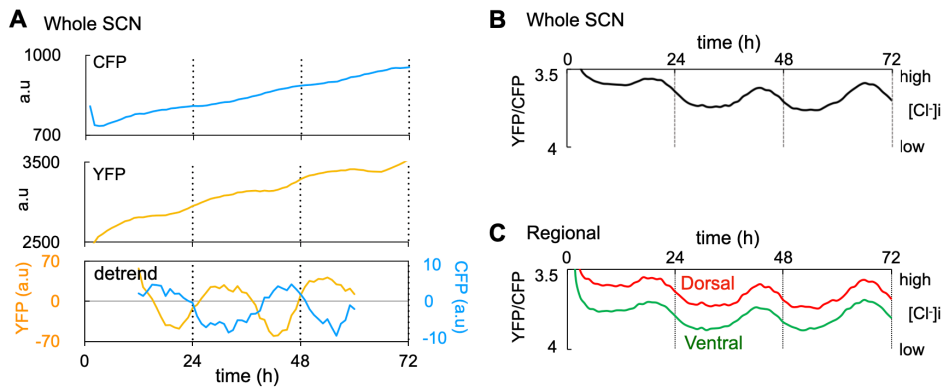 A Whole SCN
1000
CFP
a.u
700
3500
YFP
a.u
2500
70
detrend
10
YFP (a.u)
0
0
CFP (a.u)
-70
-10
0 24 48 72
time (h)
B Whole SCN
time (h)
0 24 48 72
3.5
high
YFP/CFP
[Cl-]i
4
low
C Regional
time (h)
0 24 48 72
3.5
high
Dorsal
YFP/CFP
[Cl-]i
Ventral
4
low